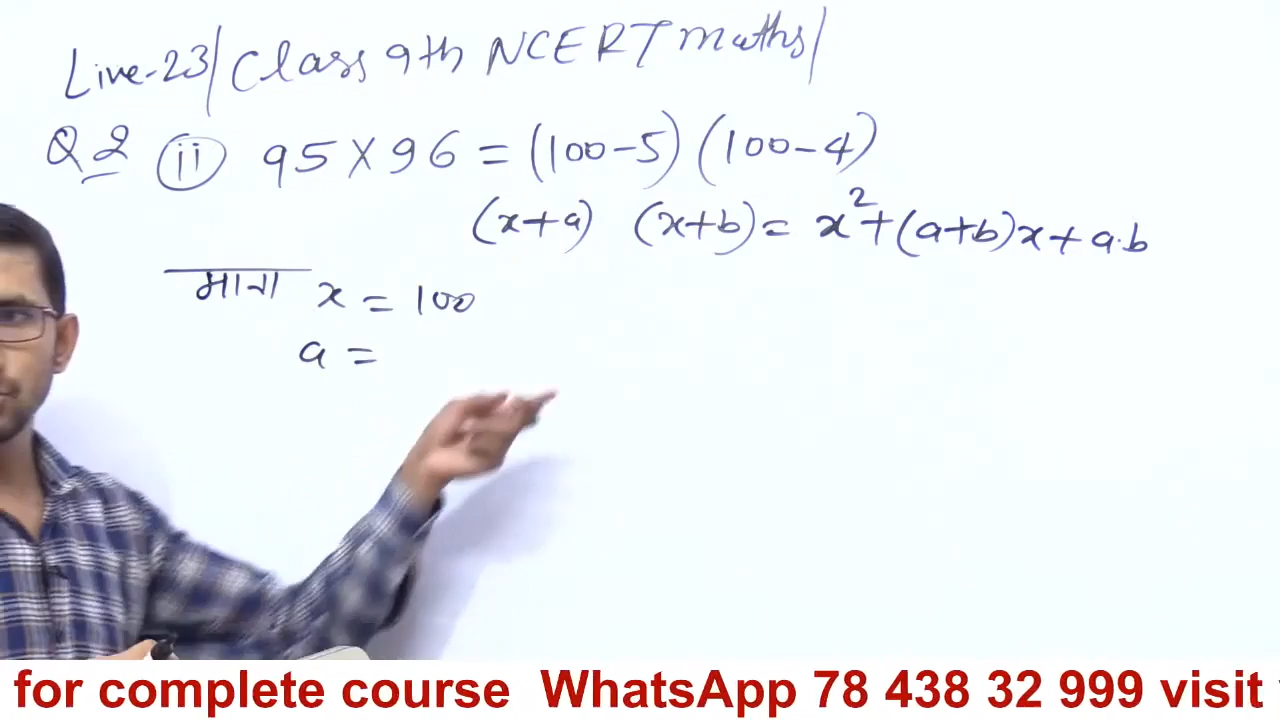 Live-23/ Class 9th NCERT maths/
Q 2 (ii) 95 X 96 = (100-5) (100-4)
(x+a) (x+b) = x²+(a+b)x+a.b
माना x = 100
a =
for complete course WhatsApp 78 438 32 999 visit